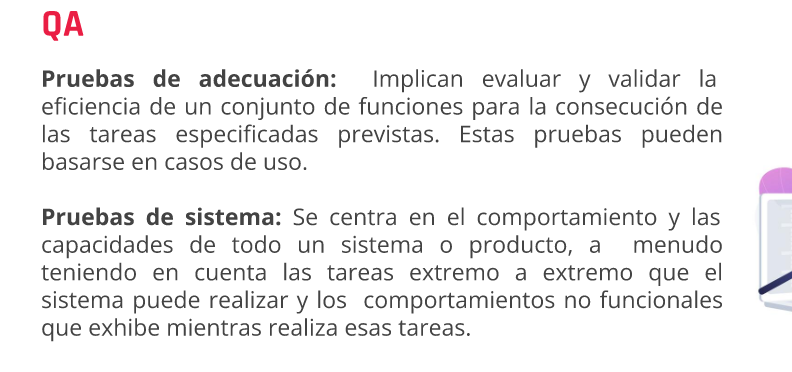 QA
Pruebas de adecuación: Implican evaluar y validar la
eficiencia de un conjunto de funciones para la consecución de
las tareas especificadas previstas. Estas pruebas pueden
basarse en casos de uso.
Pruebas de sistema: Se centra en el comportamiento y las
capacidades de todo un sistema o producto, a menudo
teniendo en cuenta las tareas extremo a extremo que el
sistema puede realizar y los comportamientos no funcionales
que exhibe mientras realiza esas tareas.